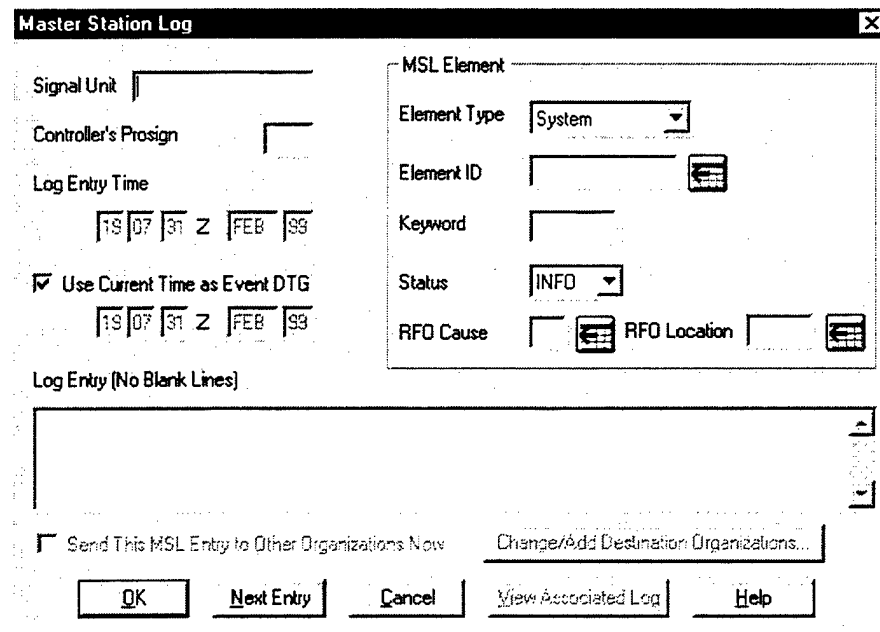 Master Station Log
Signal Unit
Controller's Prosign
Log Entry Time
19 07 31 Z FEB 99
Use Current Time as Event DTG
19 07 31 Z FEB 99
MSL Element
Element Type System
Element ID
Keyword
Status INFO
RFO Cause RFO Location
Log Entry (No Blank Lines)
Send This MSL Entry to Other Organizations Now Change/Add Destination Organizations...
OK Next Entry Cancel View Associated Log Help